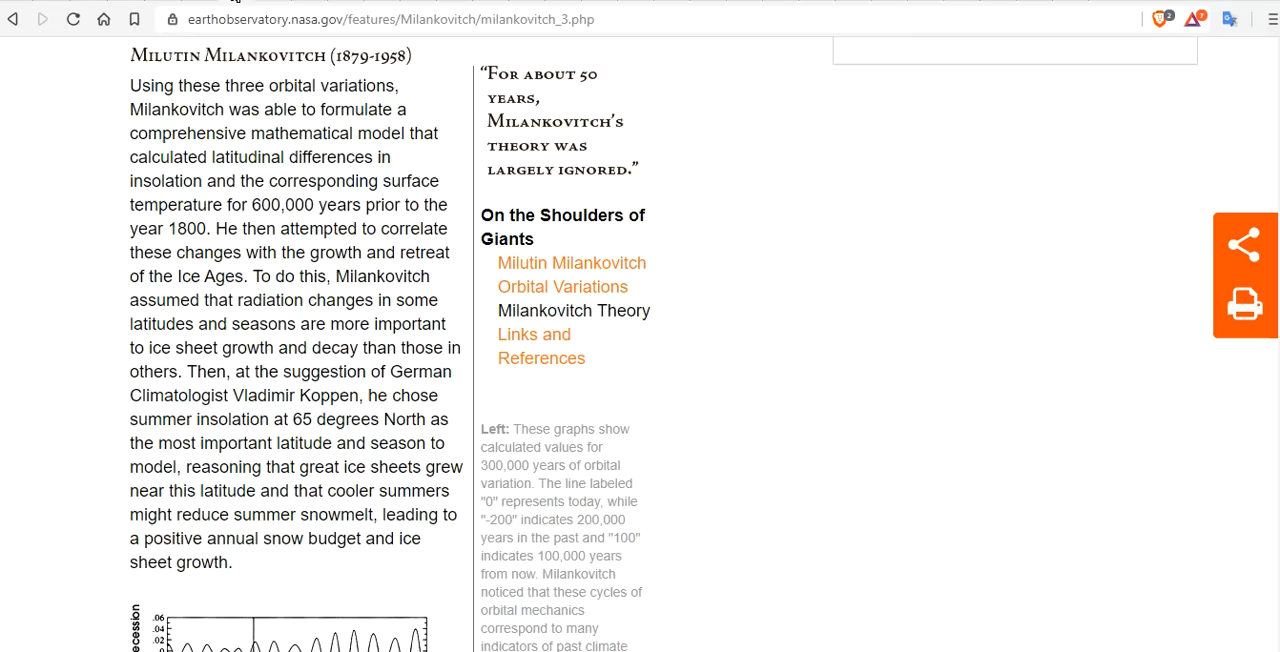 earthobservatory.nasa.gov/features/Milankovitch/milankovitch_3.php
2
7
Milutin Milankovitch (1879-1958)
Using these three orbital variations,
Milankovitch was able to formulate a
comprehensive mathematical model that
calculated latitudinal differences in
insolation and the corresponding surface
temperature for 600,000 years prior to the
year 1800. He then attempted to correlate
these changes with the growth and retreat
of the Ice Ages. To do this, Milankovitch
assumed that radiation changes in some
latitudes and seasons are more important
to ice sheet growth and decay than those in
others. Then, at the suggestion of German
Climatologist Vladimir Koppen, he chose
summer insolation at 65 degrees North as
the most important latitude and season to
model, reasoning that great ice sheets grew
near this latitude and that cooler summers
might reduce summer snowmelt, leading to
a positive annual snow budget and ice
sheet growth.
.06
.04
.02
“For about 50
years,
Milankovitch’s
theory was
largely ignored.”
On the Shoulders of
Giants
Milutin Milankovitch
Orbital Variations
Milankovitch Theory
Links and
References
Left: These graphs show
calculated values for
300,000 years of orbital
variation. The line labeled
"0" represents today, while
"-200" indicates 200,000
years in the past and "100"
indicates 100,000 years
from now. Milankovitch
noticed that these cycles of
orbital mechanics
correspond to many
indicators of past climate